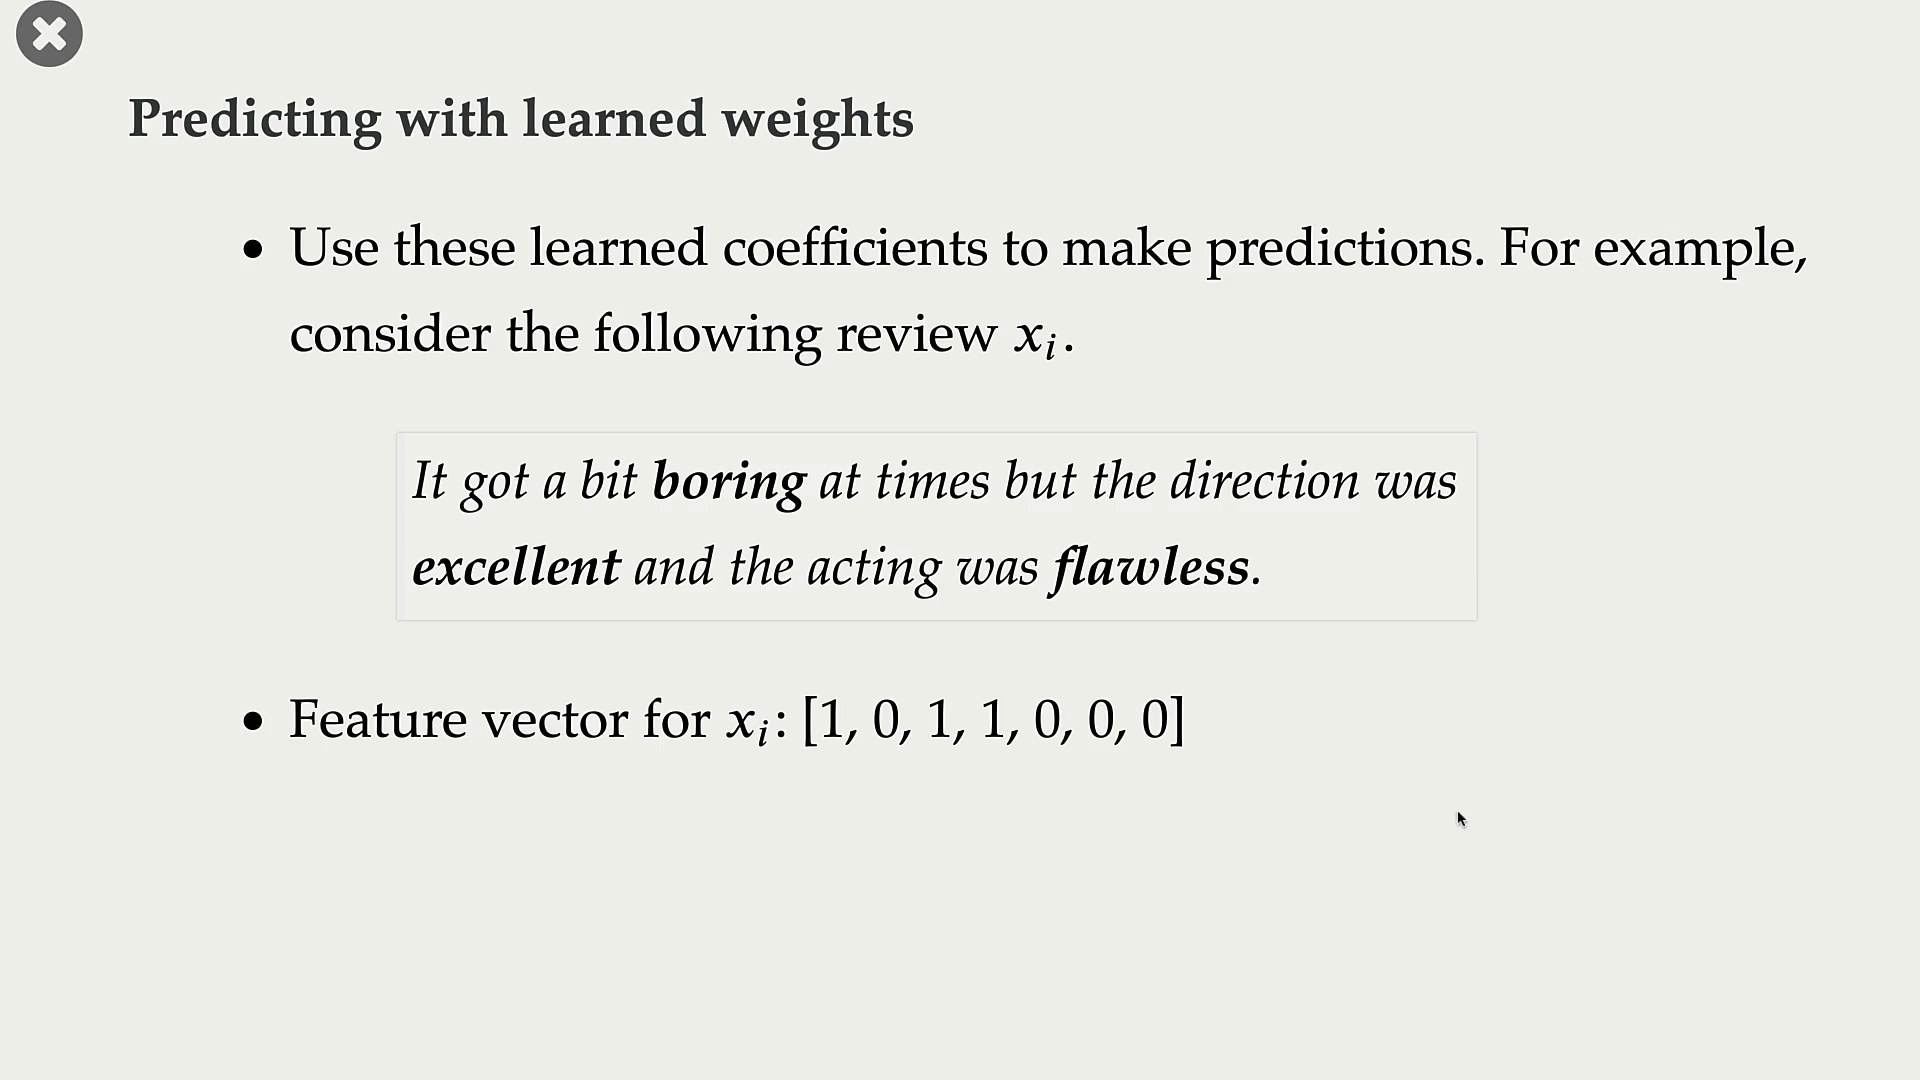 Predicting with learned weights
• Use these learned coefficients to make predictions. For example,
consider the following review xᵢ.
It got a bit boring at times but the direction was
excellent and the acting was flawless.
• Feature vector for xᵢ: [1, 0, 1, 1, 0, 0, 0]